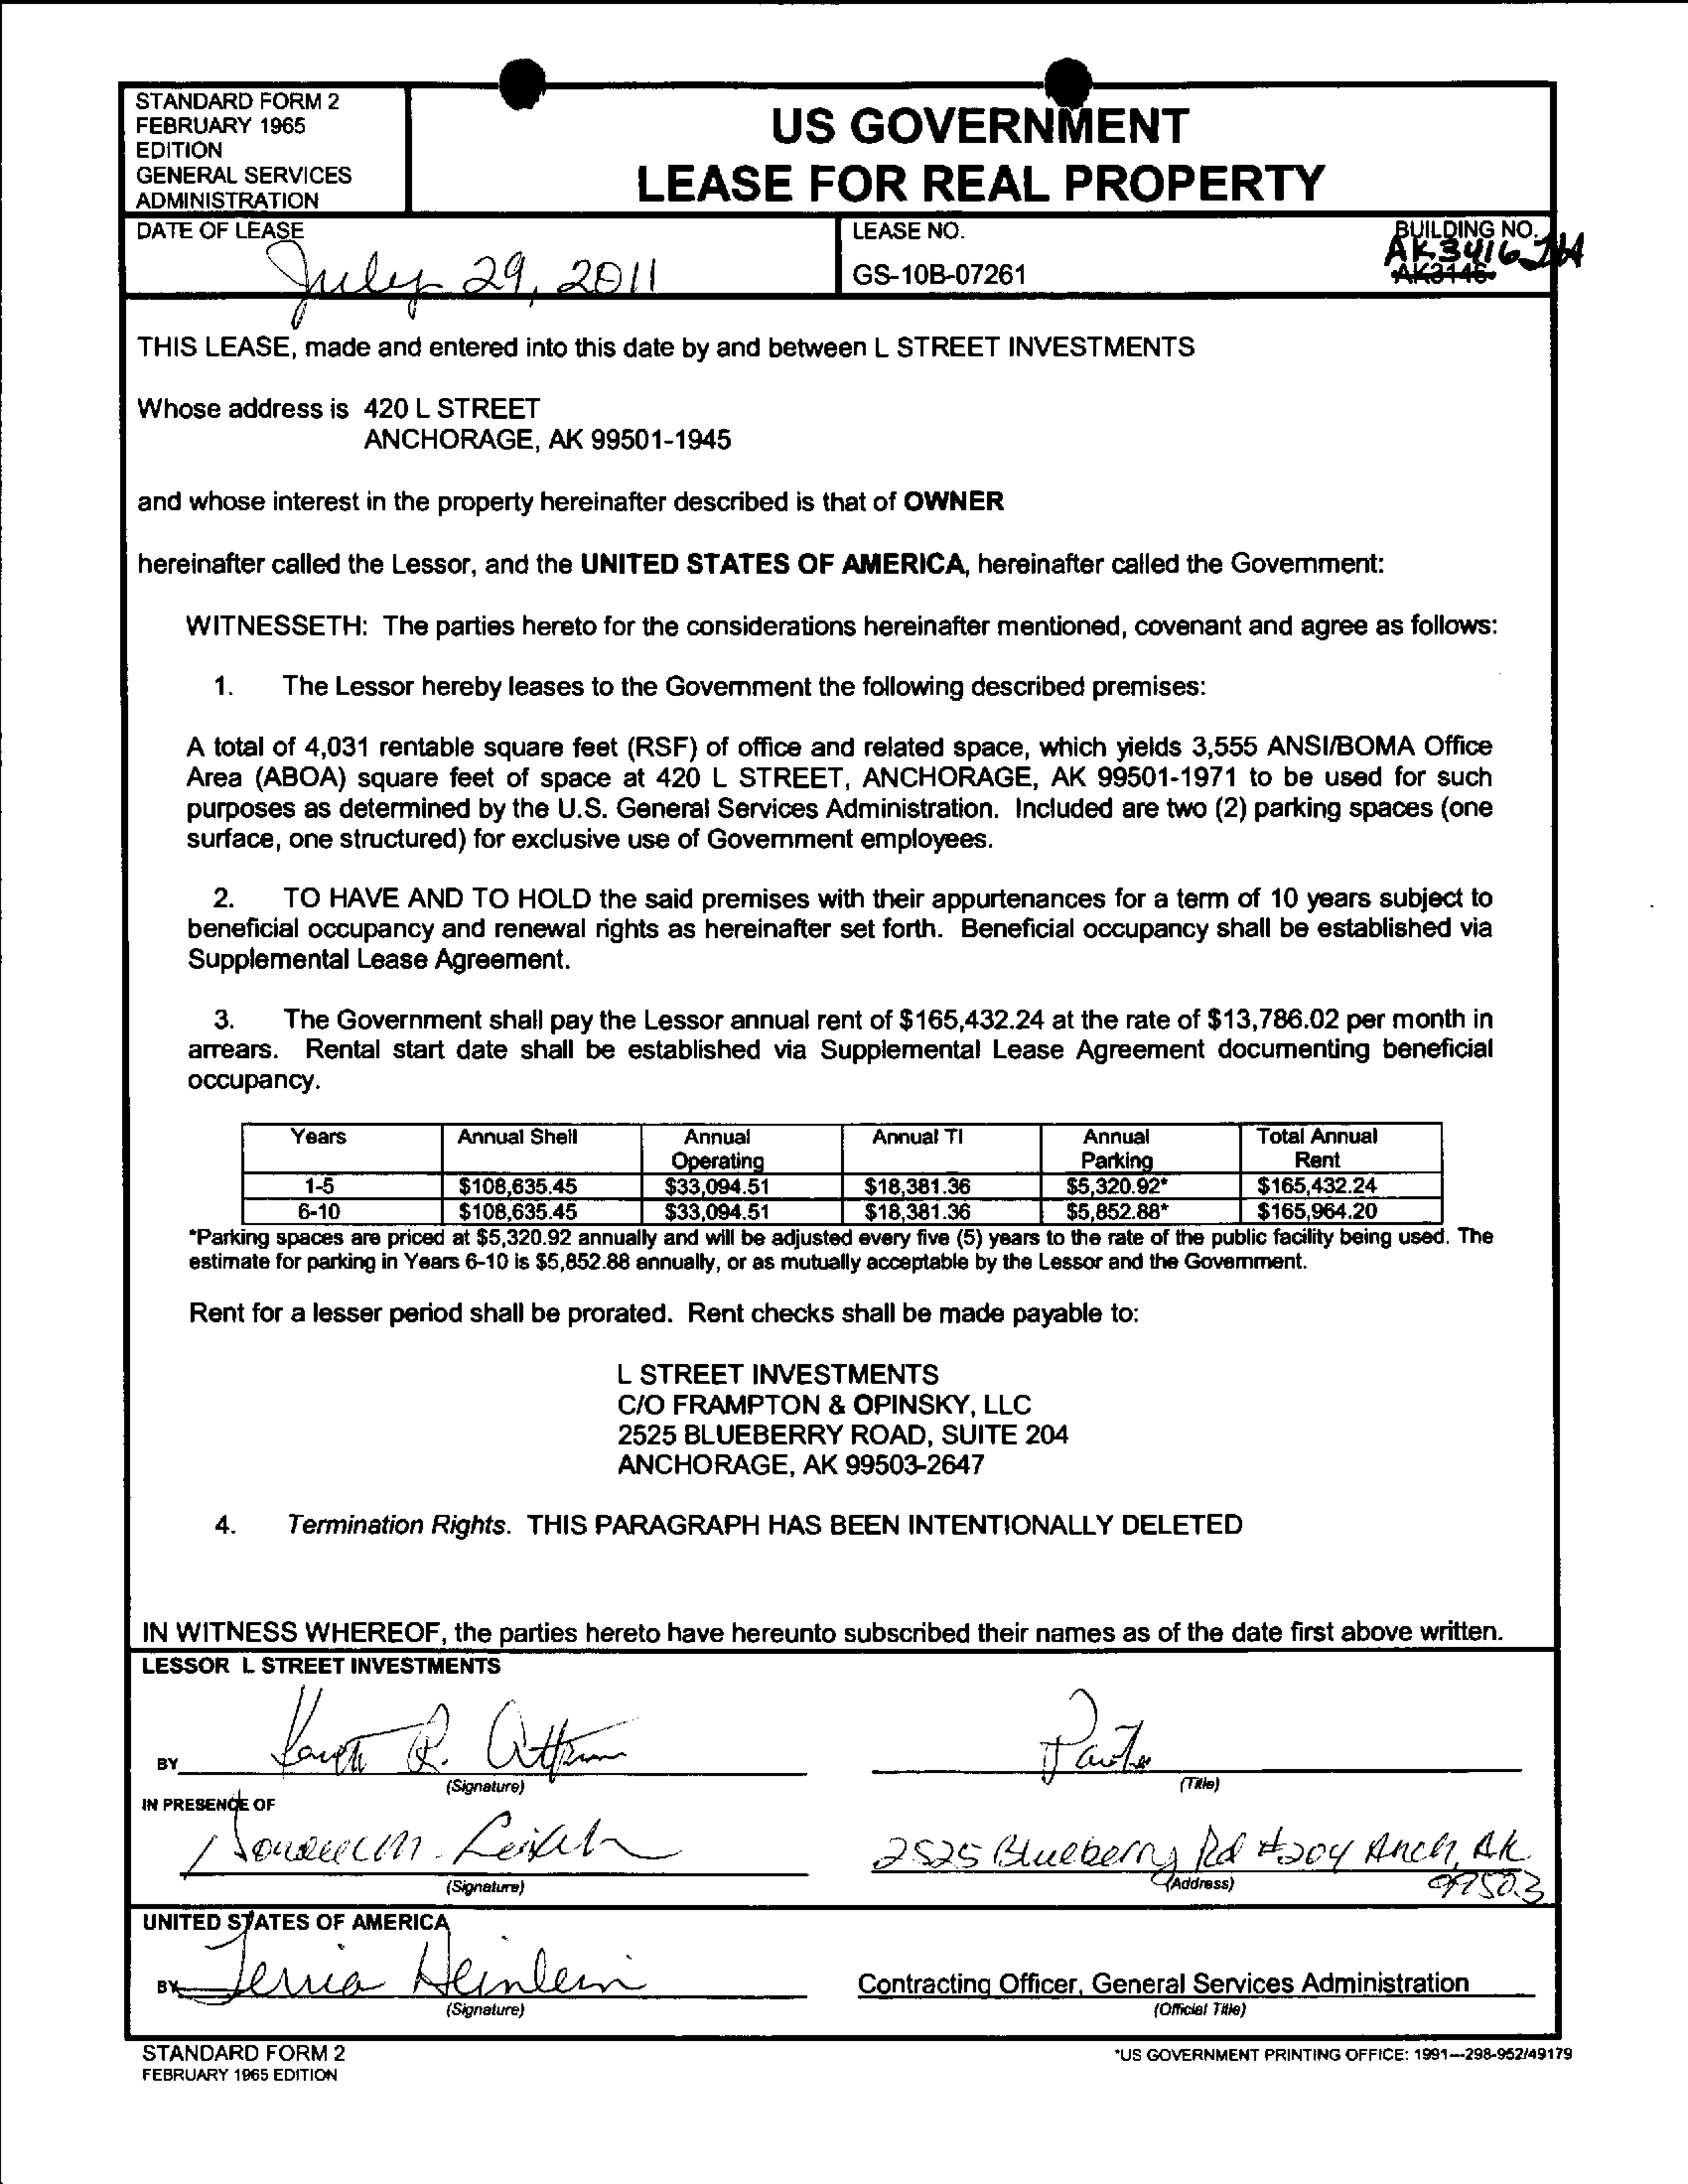 STANDARD FORM 2
FEBRUARY 1965
EDITION
GENERAL SERVICES
ADMINISTRATION
US GOVERNMENT
LEASE FOR REAL PROPERTY
DATE OF LEASE
July 29, 2011
LEASE NO.
GS-10B-07261
BUILDING NO.
AK3416
AK3146
THIS LEASE, made and entered into this date by and between L STREET INVESTMENTS
Whose address is 420 L STREET
ANCHORAGE, AK 99501-1945
and whose interest in the property hereinafter described is that of OWNER
hereinafter called the Lessor, and the UNITED STATES OF AMERICA, hereinafter called the Government:
WITNESSETH: The parties hereto for the considerations hereinafter mentioned, covenant and agree as follows:
1. The Lessor hereby leases to the Government the following described premises:
A total of 4,031 rentable square feet (RSF) of office and related space, which yields 3,555 ANSI/BOMA Office
Area (ABOA) square feet of space at 420 L STREET, ANCHORAGE, AK 99501-1971 to be used for such
purposes as determined by the U.S. General Services Administration. Included are two (2) parking spaces (one
surface, one structured) for exclusive use of Government employees.
2. TO HAVE AND TO HOLD the said premises with their appurtenances for a term of 10 years subject to
beneficial occupancy and renewal rights as hereinafter set forth. Beneficial occupancy shall be established via
Supplemental Lease Agreement.
3. The Government shall pay the Lessor annual rent of $165,432.24 at the rate of $13,786.02 per month in
arrears. Rental start date shall be established via Supplemental Lease Agreement documenting beneficial
occupancy.
Years Annual Shell Annual Operating Annual TI Annual Parking Total Annual Rent
1-5 $108,635.45 $33,094.51 $18,381.36 $5,320.92* $165,432.24
6-10 $108,635.45 $33,094.51 $18,381.36 $5,852.88* $165,964.20
*Parking spaces are priced at $5,320.92 annually and will be adjusted every five (5) years to the rate of the public facility being used. The
estimate for parking in Years 6-10 is $5,852.88 annually, or as mutually acceptable by the Lessor and the Government.
Rent for a lesser period shall be prorated. Rent checks shall be made payable to:
L STREET INVESTMENTS
C/O FRAMPTON & OPINSKY, LLC
2525 BLUEBERRY ROAD, SUITE 204
ANCHORAGE, AK 99503-2647
4. Termination Rights. THIS PARAGRAPH HAS BEEN INTENTIONALLY DELETED
IN WITNESS WHEREOF, the parties hereto have hereunto subscribed their names as of the date first above written.
LESSOR L STREET INVESTMENTS
BY
(Signature)
(Title)
IN PRESENCE OF
2525 Blueberry Rd #204 Anch, AK
99503
(Signature)
(Address)
UNITED STATES OF AMERICA
BY Terria Heinlein
Contracting Officer, General Services Administration
(Signature)
(Official Title)
STANDARD FORM 2
FEBRUARY 1965 EDITION
*US GOVERNMENT PRINTING OFFICE: 1991---298-952/49179